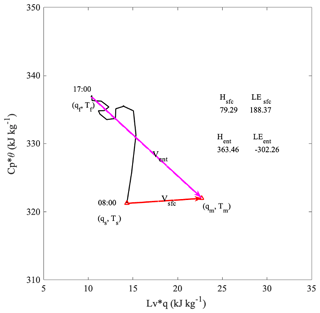 350
340
330
320
310
5
10
15
20
25
30
35
Cp*θ (kJ kg⁻¹)
Lv*q (kJ kg⁻¹)
17:00
(q_f, T_f)
H_sfc LE_sfc
79.29 188.37
H_ent LE_ent
363.46 -302.26
V_ent
08:00
V_sfc
(q_s, T_s)
(q_m, T_m)